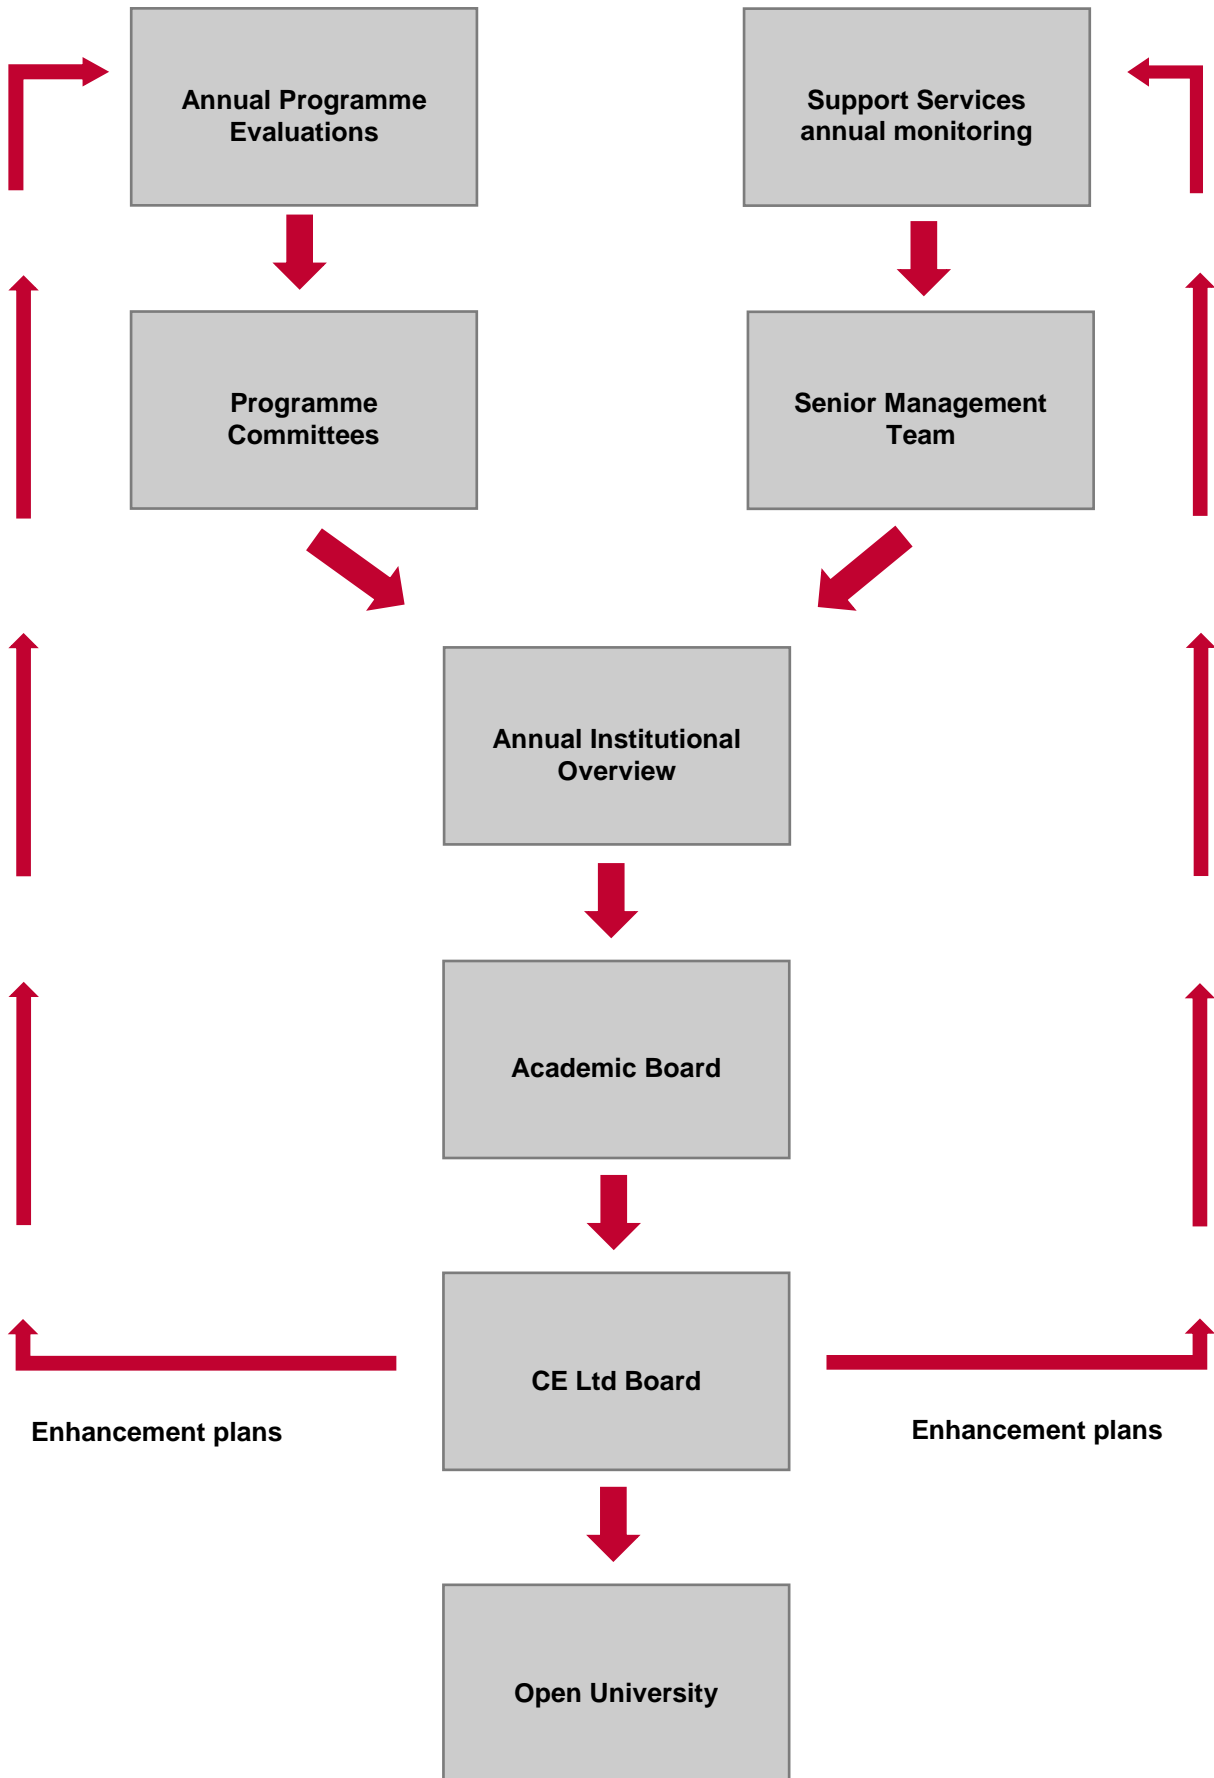 Annual Programme
Evaluations
Support Services
annual monitoring
Programme
Committees
Senior Management
Team
Annual Institutional
Overview
Academic Board
CE Ltd Board
Enhancement plans
Enhancement plans
Open University